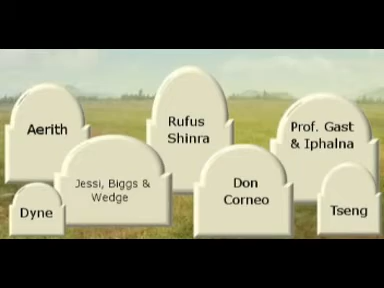 Aerith
Rufus
Shinra
Prof. Gast
& Iphalna
Jessi, Biggs &
Wedge
Don
Corneo
Dyne
Tseng